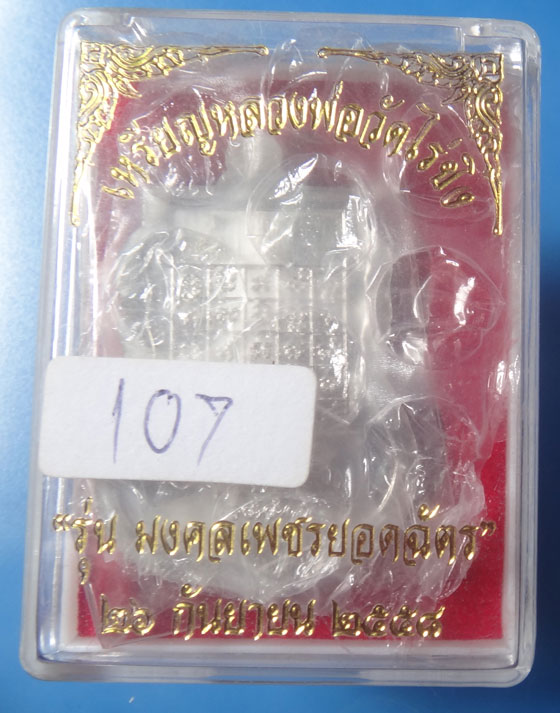 เหรียญหลวงพ่อวัดไร่ขิง
107
"รุ่น มงคลเพชรยอดฉัตร"
๒๖ กันยายน ๒๕๕๘